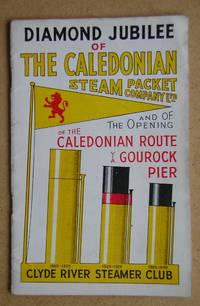 DIAMOND JUBILEE
OF
THE CALEDONIAN
STEAM PACKET
COMPANY LTD
AND OF
THE OPENING
OF THE
CALEDONIAN ROUTE
GOUROCK
PIER
CLYDE RIVER STEAMER CLUB